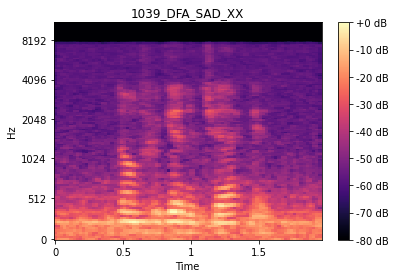 1039_DFA_SAD_XX
8192
4096
2048
1024
512
0
Hz
0
0.5
1
1.5
Time
+0 dB
-10 dB
-20 dB
-30 dB
-40 dB
-50 dB
-60 dB
-70 dB
-80 dB